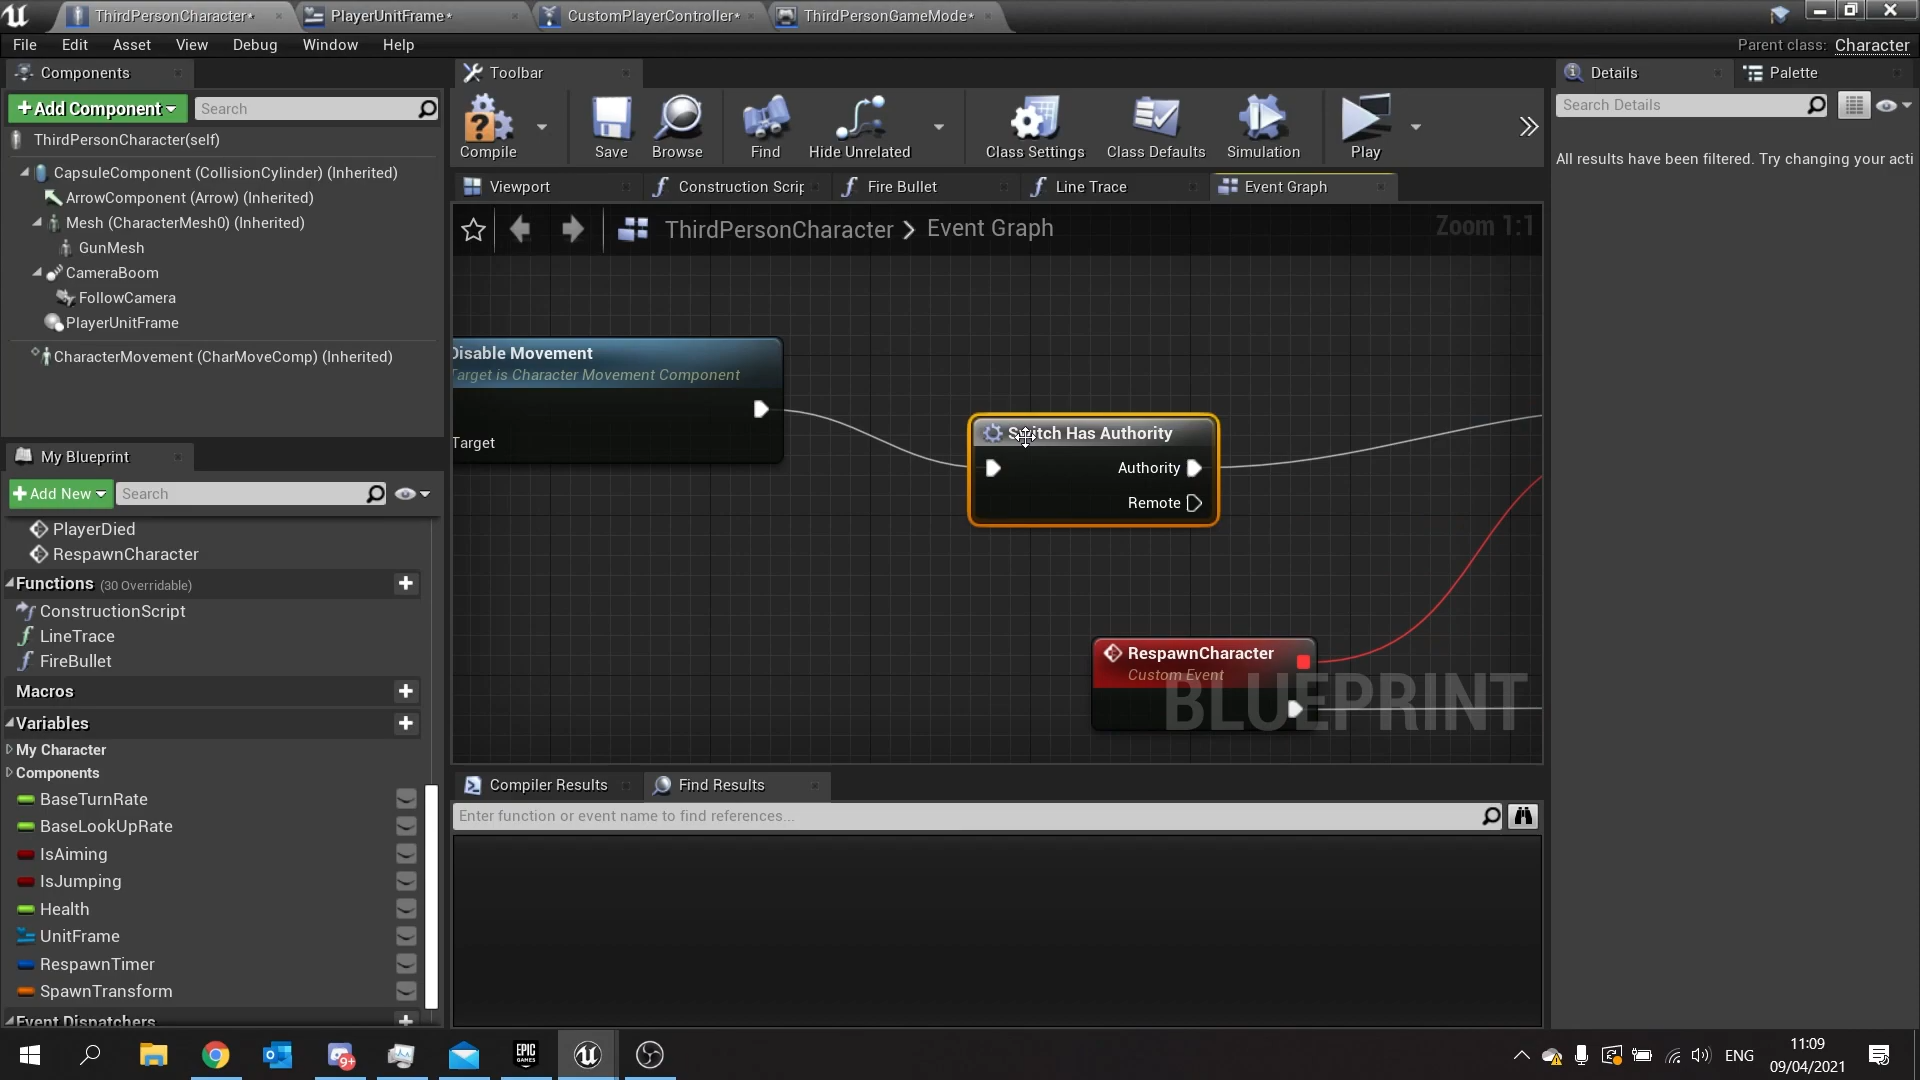 ThirdPersonCharacter*
PlayerUnitFrame*
CustomPlayerController*
ThirdPersonGameMode*
File
Edit
Asset
View
Debug
Window
Help
Parent class: Character
Components
Add Component
Search
ThirdPersonCharacter(self)
CapsuleComponent (CollisionCylinder) (Inherited)
ArrowComponent (Arrow) (Inherited)
Mesh (CharacterMesh0) (Inherited)
GunMesh
CameraBoom
FollowCamera
PlayerUnitFrame
CharacterMovement (CharMoveComp) (Inherited)
My Blueprint
Add New
Search
PlayerDied
RespawnCharacter
Functions (30 Overridable)
ConstructionScript
LineTrace
FireBullet
Macros
Variables
My Character
Components
BaseTurnRate
BaseLookUpRate
IsAiming
IsJumping
Health
UnitFrame
RespawnTimer
SpawnTransform
Event Dispatchers
Toolbar
Compile
Save
Browse
Find
Hide Unrelated
Class Settings
Class Defaults
Simulation
Play
Viewport
Construction Scrip
Fire Bullet
Line Trace
Event Graph
ThirdPersonCharacter > Event Graph
Zoom 1:1
Disable Movement
Target is Character Movement Component
Target
Switch Has Authority
Authority
Remote
RespawnCharacter
Custom Event
BLUEPRINT
Compiler Results
Find Results
Enter function or event name to find references...
Details
Palette
Search Details
All results have been filtered. Try changing your acti
EPIC
GAMES
9+
ENG
11:09
09/04/2021